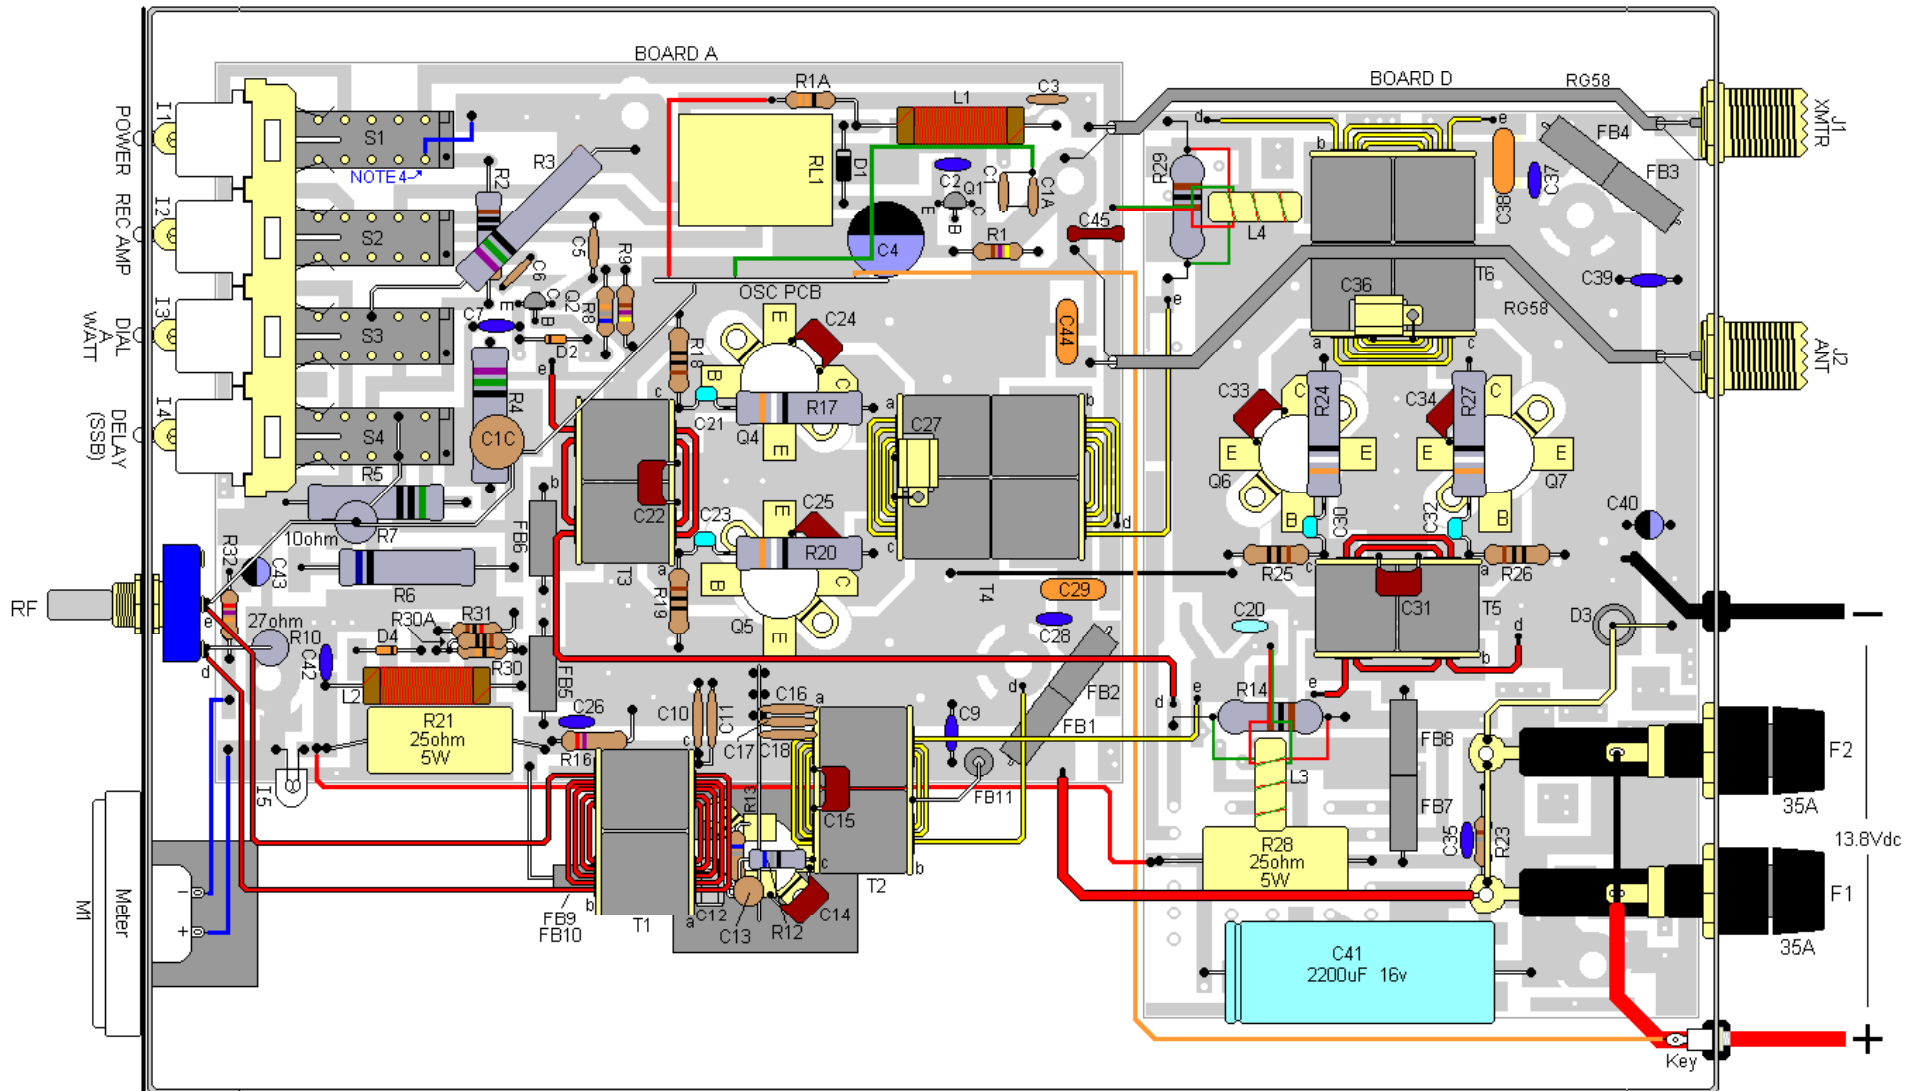 BOARD A
BOARD D
RG58
J1
XMTR
I1
POWER
S1
NOTE 4
R1A
L1
C3
RL1
D1
C2
Q1
E
C
B
C1
C1A
R1
C4
C45
R29
d
b
e
L4
T6
C38
C37
FB4
FB3
I2
REC AMP
S2
R2
R3
C5
C6
R9
R8
OSC PCB
C39
C36
RG58
J2
ANT
I3
DIAL
A
WATT
S3
C7
E
C
B
Q2
D2
e
R18
E
C24
B
C
C21
Q4
R17
E
C44
e
a
c
C33
C
R24
C34
R27
C
E
E
E
E
Q6
Q7
B
B
I4
DELAY
(SSB)
S4
R4
C1C
R5
b
c
C22
T3
a
a
b
C27
c
d
T4
C30
C32
C40
10ohm
R7
FB6
C23
E
C25
R20
B
C
E
Q5
R19
R25
c
a
R26
C31
T5
b
d
R32
C43
R6
RF
e
d
27ohm
R10
R30A
R31
D4
R30
C42
L2
FB5
C29
C28
C20
D3
−
R21
25ohm
5W
C26
R16
C10
C11
C16
C17
C18
a
c
C9
d
FB2
FB1
FB11
e
d
e
R14
L3
FB8
FB7
F2
35A
I5
R13
C15
c
b
T2
R28
25ohm
5W
C35
R23
13.8Vdc
F1
35A
M1
Meter
−
+
FB9
FB10
b
T1
a
C12
C13
R12
C14
C41
2200uF 16v
Key
+